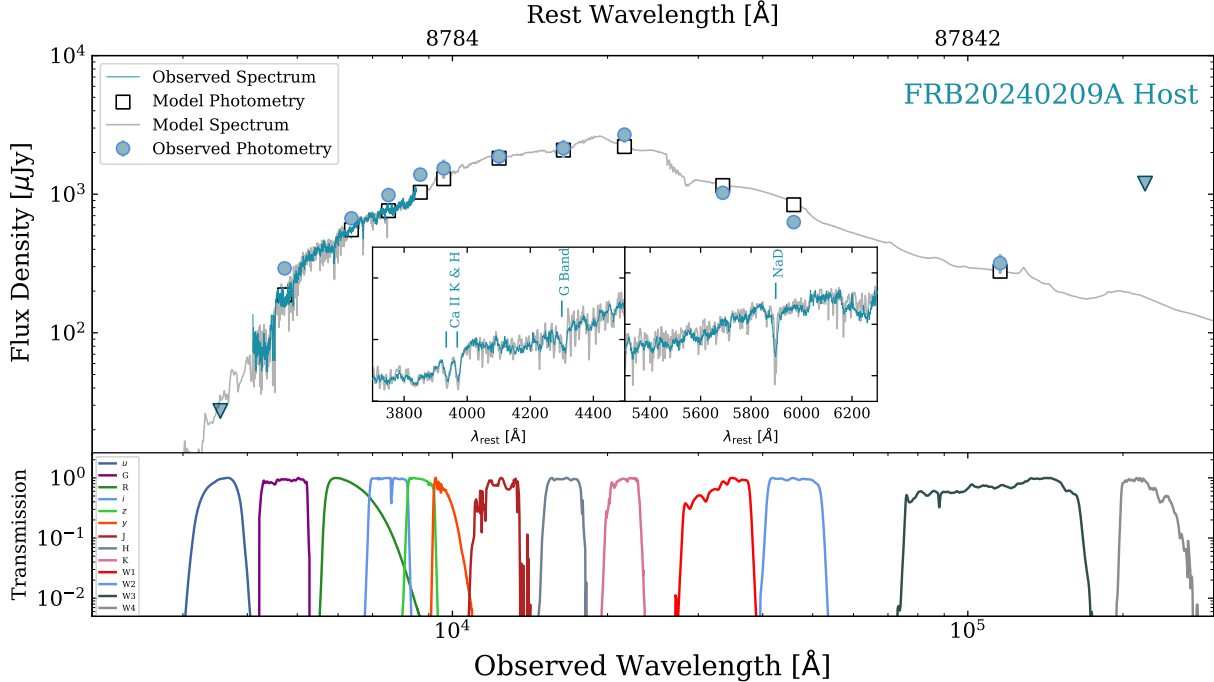 Rest Wavelength [Å]
8784 87842
10⁴
10³
10²
Flux Density [μJy]
Observed Spectrum
Model Photometry
Model Spectrum
Observed Photometry
FRB20240209A Host
Ca II K & H
G Band
NaD
3800 4000 4200 4400
λrest [Å]
5400 5600 5800 6000 6200
λrest [Å]
Transmission
10⁰
10⁻¹
10⁻²
u
G
R
i
z
y
J
H
K
W1
W2
W3
W4
10⁴ 10⁵
Observed Wavelength [Å]